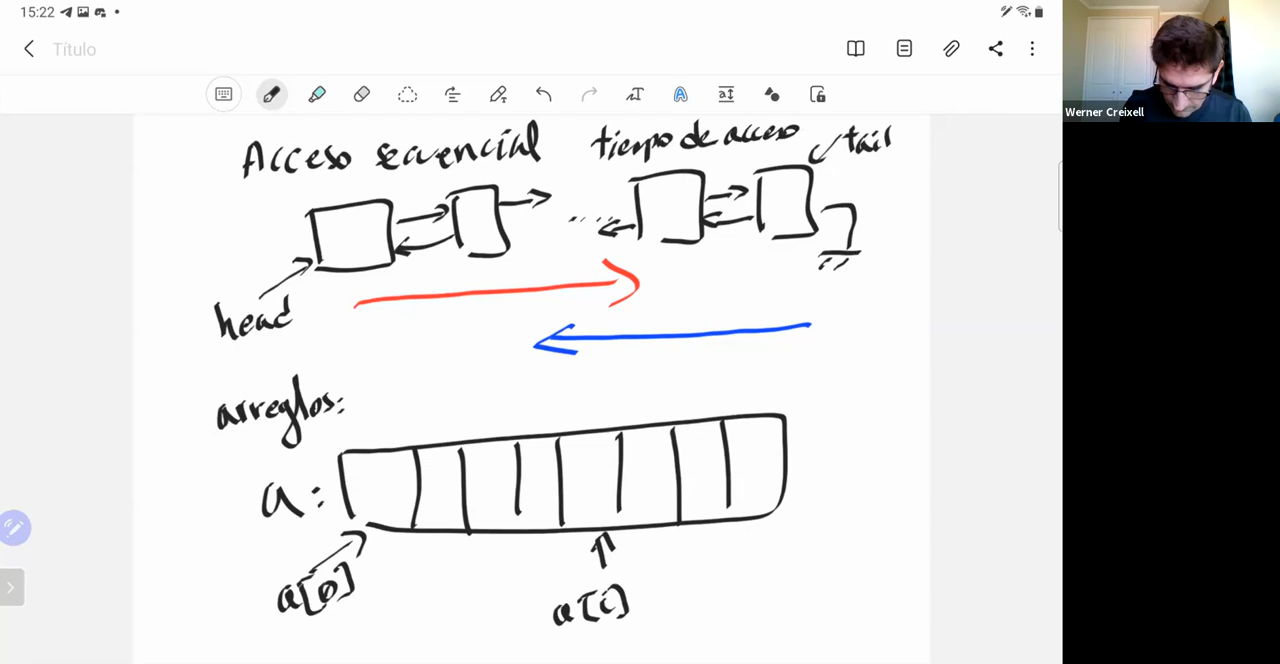 15:22
Título
Werner Creixell
Acceso secuencial tiempo de acceso
tail
head
arreglos:
a:
a[0]
a[i]